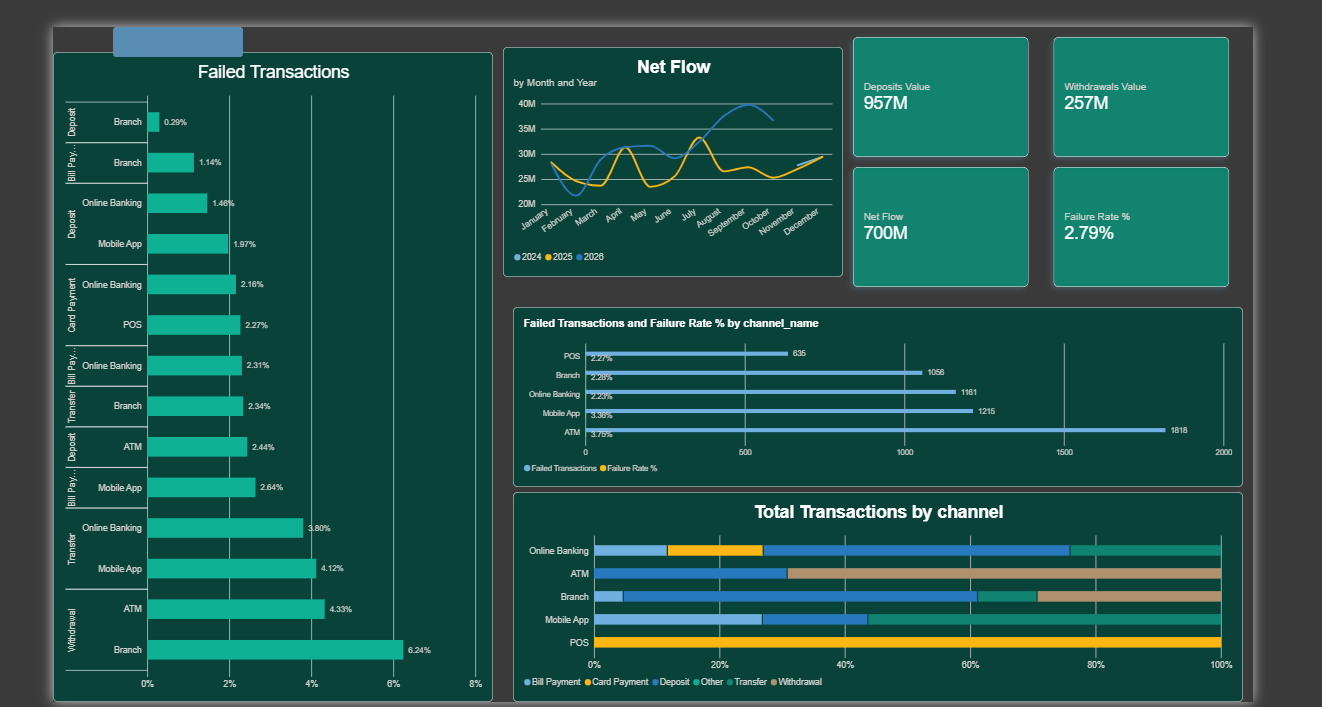 Failed Transactions
Deposit
Branch
0.29%
Bill Pay...
Branch
1.14%
Deposit
Online Banking
1.46%
Mobile App
1.97%
Card Payment
Online Banking
2.16%
POS
2.27%
Bill Pay...
Online Banking
2.31%
Transfer
Branch
2.34%
Deposit
ATM
2.44%
Bill Pay...
Mobile App
2.64%
Transfer
Online Banking
3.80%
Mobile App
4.12%
Withdrawal
ATM
4.33%
Branch
6.24%
0% 2% 4% 6% 8%
Net Flow
by Month and Year
40M
35M
30M
25M
20M
January February March April May June July August September October November December
2024 2025 2026
Deposits Value
957M
Withdrawals Value
257M
Net Flow
700M
Failure Rate %
2.79%
Failed Transactions and Failure Rate % by channel_name
POS
635
2.27%
Branch
1056
2.28%
Online Banking
1161
2.23%
Mobile App
1215
3.36%
ATM
1818
3.75%
0 500 1000 1500 2000
Failed Transactions Failure Rate %
Total Transactions by channel
Online Banking
ATM
Branch
Mobile App
POS
0% 20% 40% 60% 80% 100%
Bill Payment Card Payment Deposit Other Transfer Withdrawal